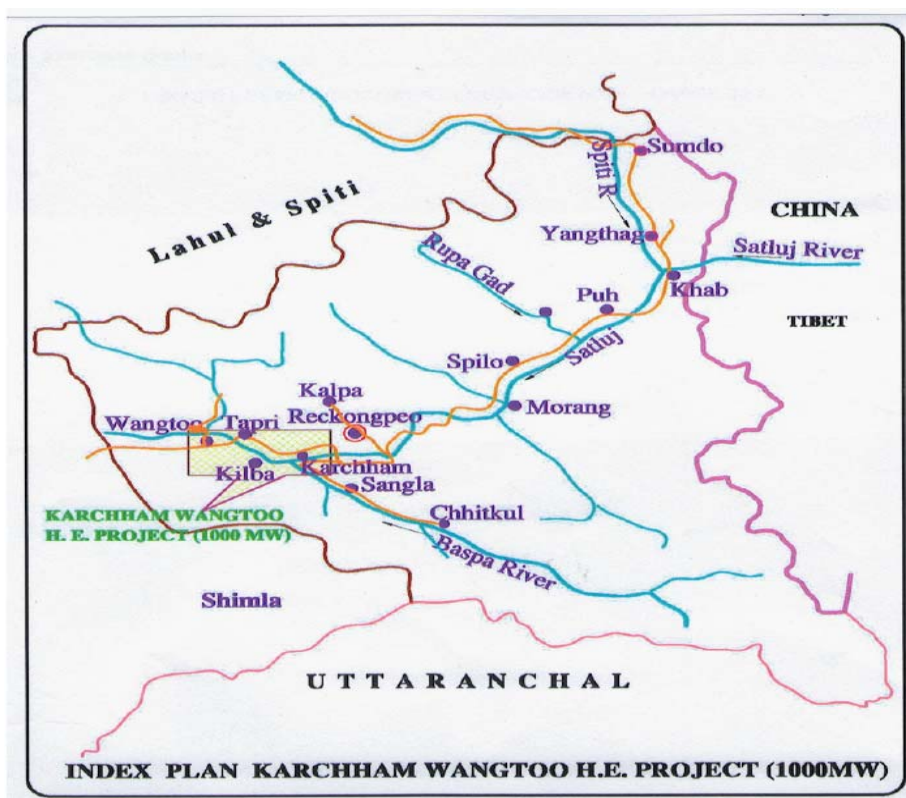 Sumdo
Spiti R
CHINA
Lahul & Spiti
Yangthag
Satluj River
Rupa Gad
Khab
Puh
TIBET
Satluj
Spilo
Kalpa
Morang
Reckongpeo
Wangtoo
Tapri
Karchham
Kilba
Sangla
Chhitkul
KARCHHAM WANGTOO
H. E. PROJECT (1000 MW)
Baspa River
Shimla
UTTARANCHAL
INDEX PLAN KARCHHAM WANGTOO H.E. PROJECT (1000MW)